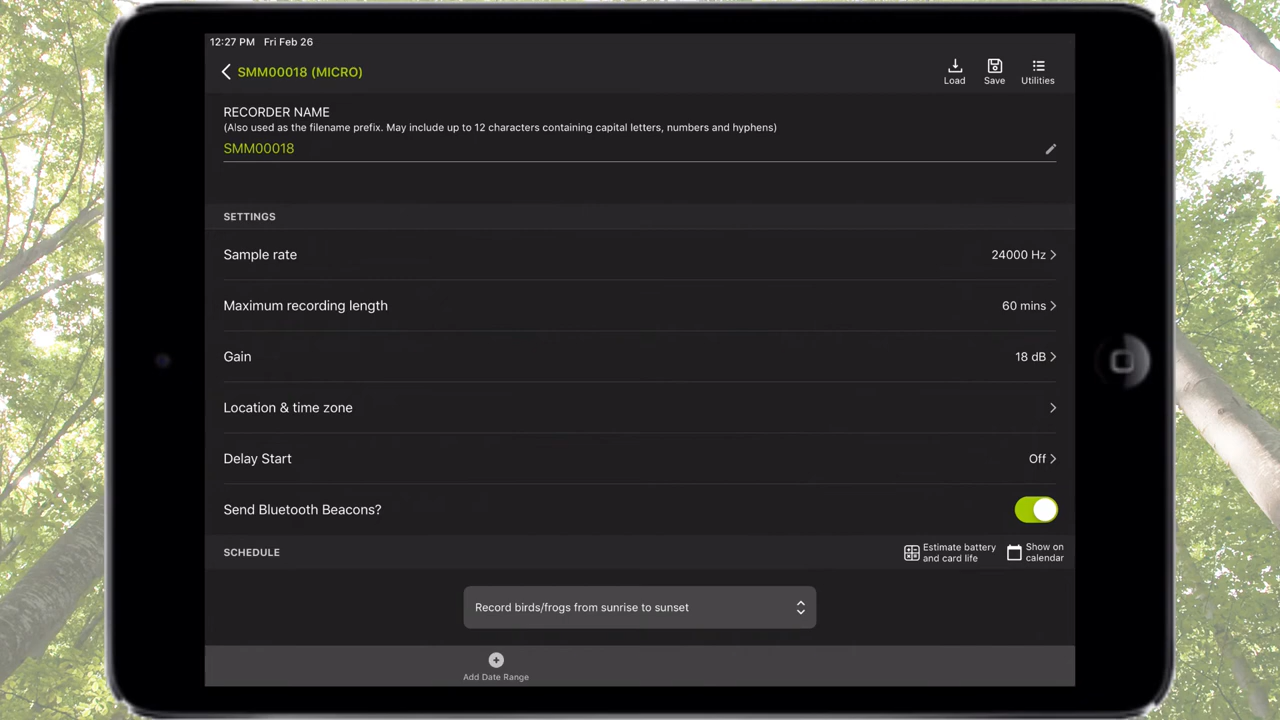 12:27 PM Fri Feb 26
SMM00018 (MICRO)
Load
Save
Utilities
RECORDER NAME
(Also used as the filename prefix. May include up to 12 characters containing capital letters, numbers and hyphens)
SMM00018
SETTINGS
Sample rate 24000 Hz
Maximum recording length 60 mins
Gain 18 dB
Location & time zone
Delay Start Off
Send Bluetooth Beacons?
SCHEDULE
Estimate battery
and card life
Show on
calendar
Record birds/frogs from sunrise to sunset
Add Date Range